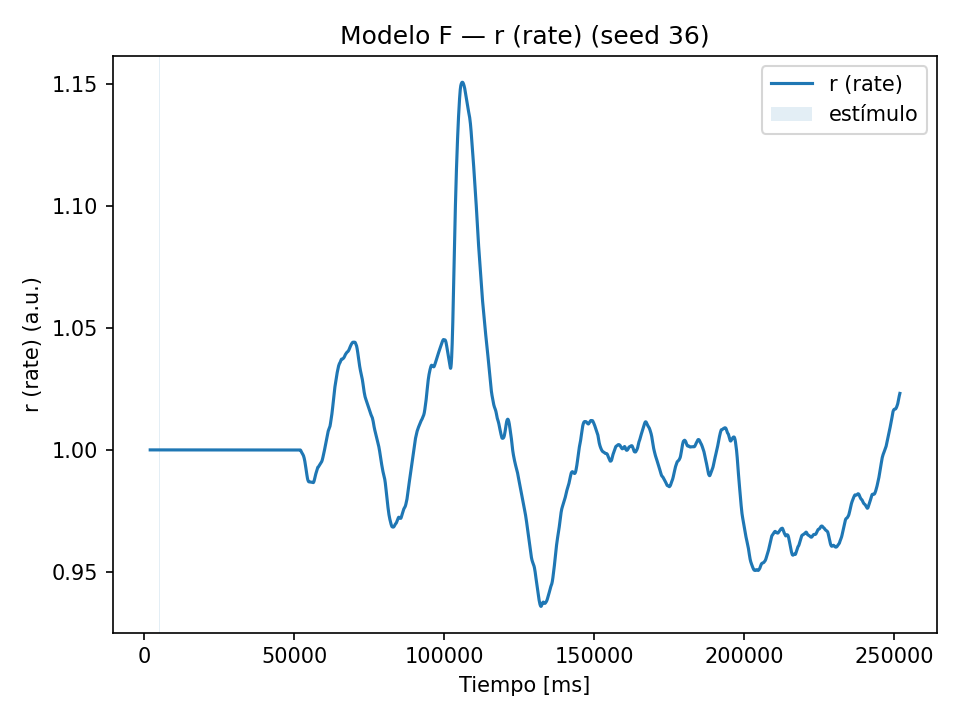 Modelo F — r (rate) (seed 36)
r (rate)
estímulo
1.15
1.10
1.05
1.00
0.95
r (rate) (a.u.)
0
50000
100000
150000
200000
250000
Tiempo [ms]